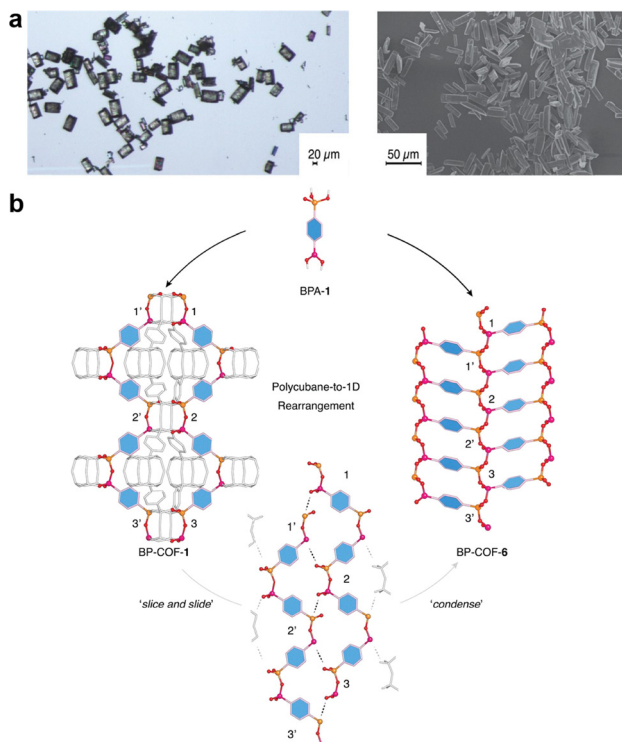 a
20 µm
50 µm
b
BPA-1
1'
1
2'
2
3'
3
BP-COF-1
Polycubane-to-1D
Rearrangement
1
1'
2
2'
3
3'
BP-COF-6
'slice and slide'
1
1'
2
2'
3
3'
'condense'